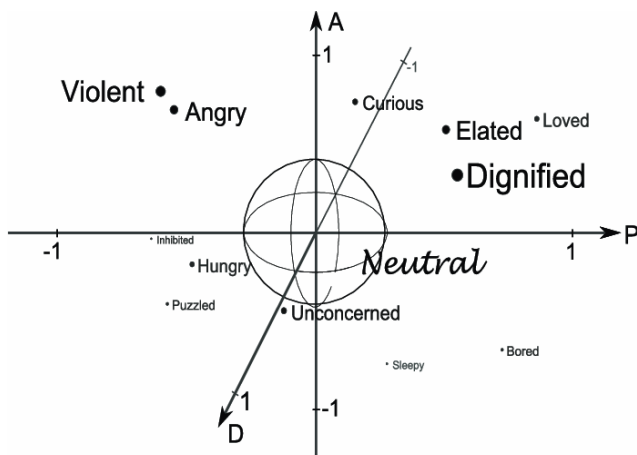 A
1
-1
Violent
Angry
Curious
Elated
Loved
Dignified
-1
1
P
Inhibited
Hungry
Neutral
Puzzled
Unconcerned
Bored
Sleepy
1
-1
D